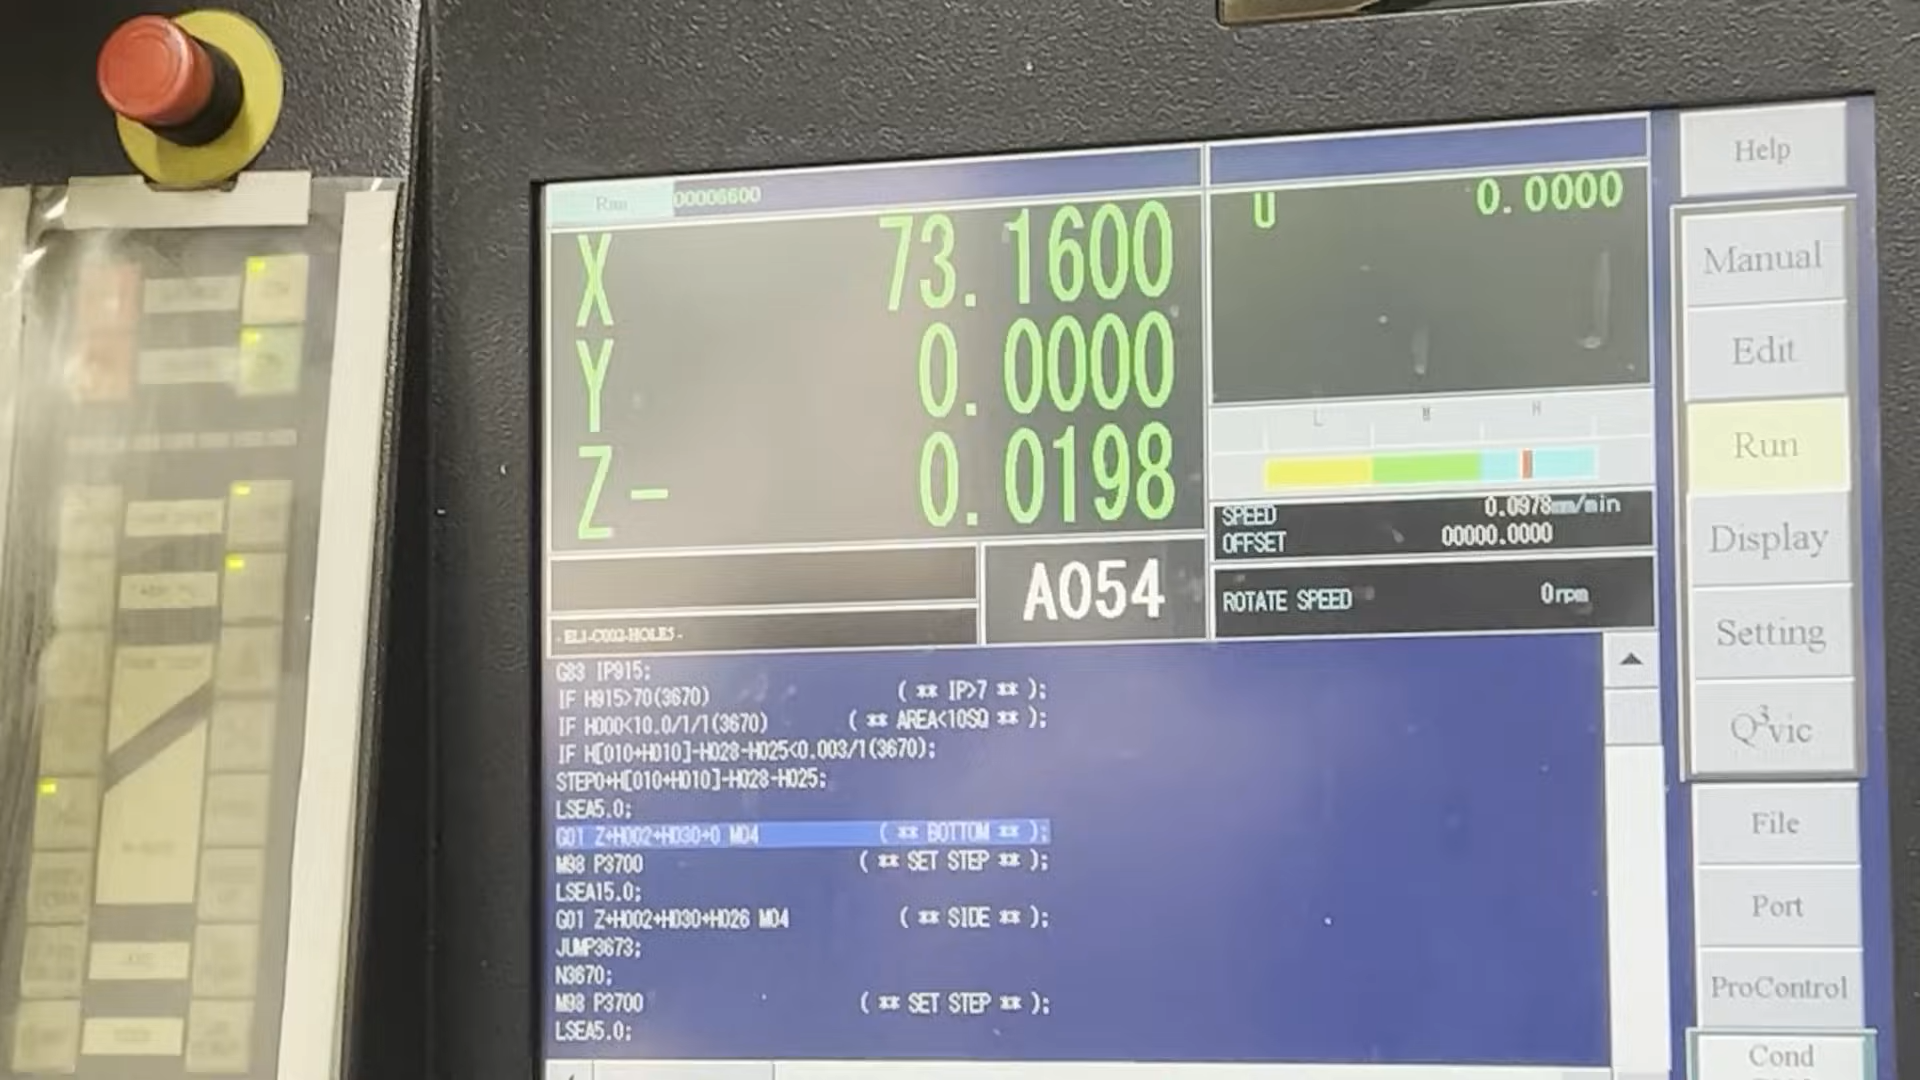 Run 00006600
X 73.1600
Y 0.0000
Z- 0.0198
U 0.0000
L M H
SPEED 0.0978mm/min
OFFSET 00000.0000
A054
ROTATE SPEED 0rpm
- EL1-C002-HOLES -
G83 IP915;
IF H915>70(3670) ( ** IP>7 ** );
IF H000<10.0/1/1(3670) ( ** AREA<10SQ ** );
IF H[010+H010]-H028-H025<0.003/1(3670);
STEP0+H[010+H010]-H028-H025;
LSEA5.0;
G01 Z+H002+H030+0 M04 ( ** BOTTOM ** );
M98 P3700 ( ** SET STEP ** );
LSEA15.0;
G01 Z+H002+H030+H026 M04 ( ** SIDE ** );
JUMP3673;
N3670;
M98 P3700 ( ** SET STEP ** );
LSEA5.0;
Help
Manual
Edit
Run
Display
Setting
Q³vic
File
Port
ProControl
Cond